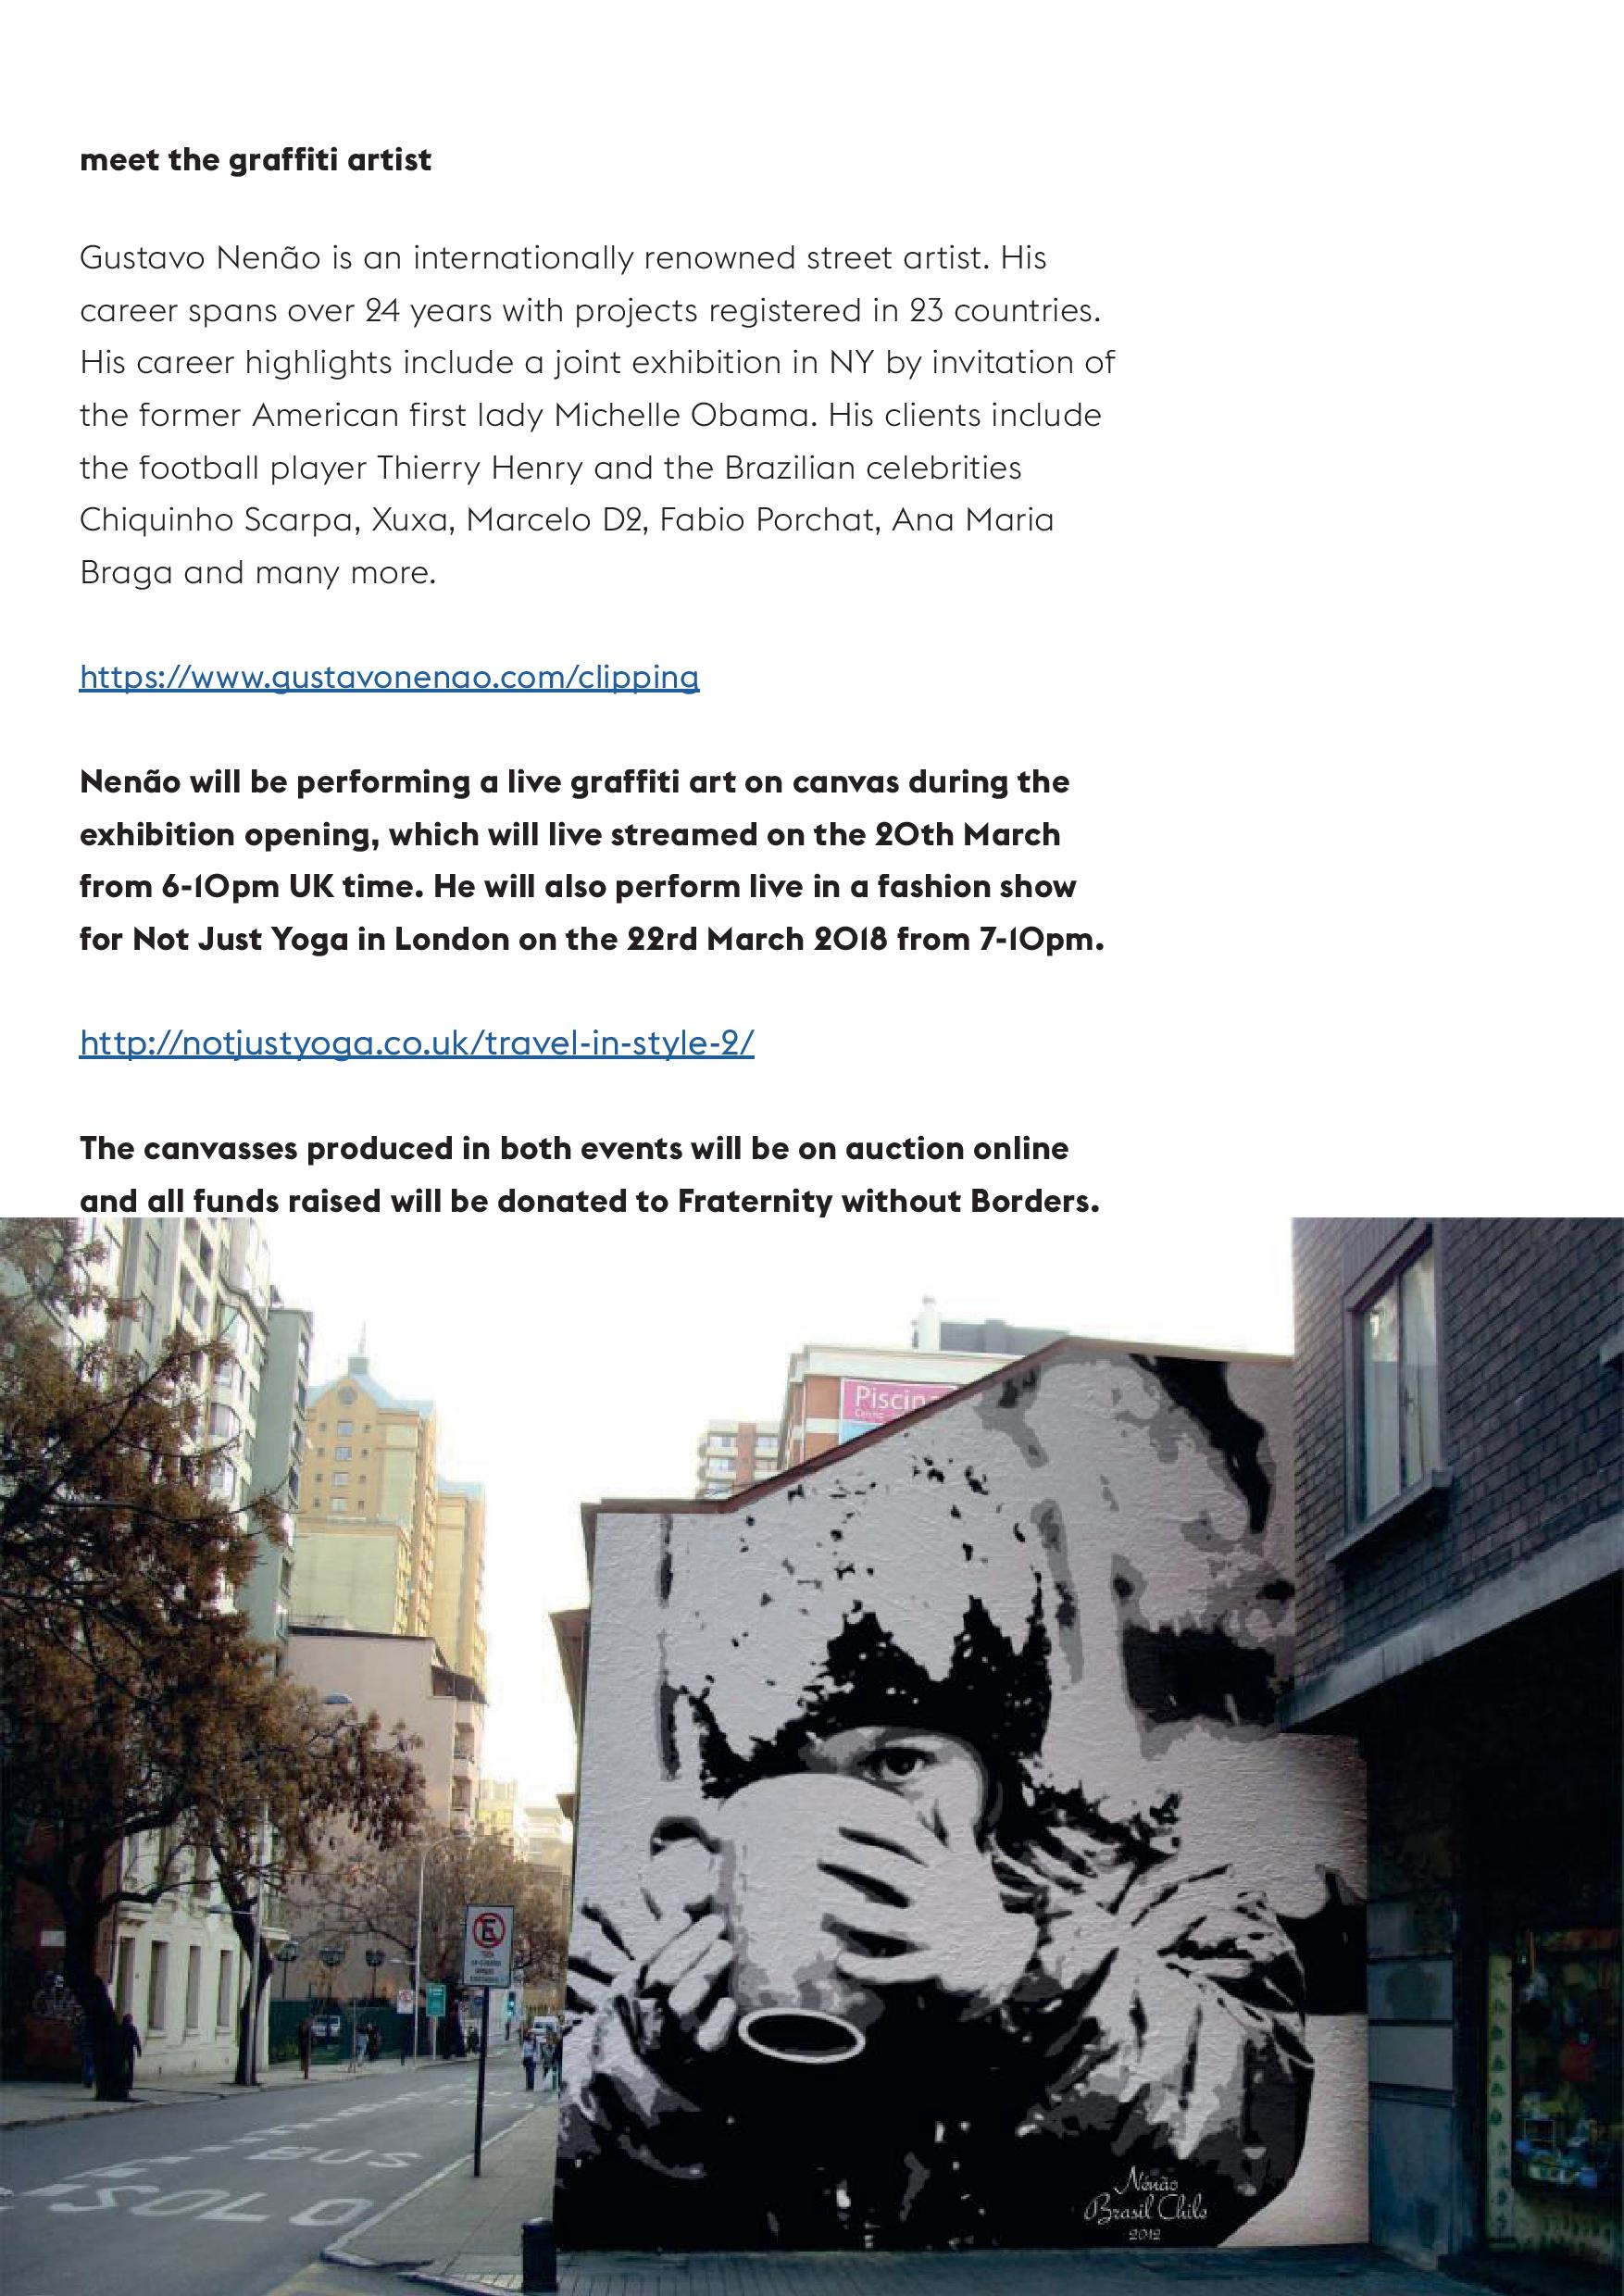 meet the graffiti artist
Gustavo Nenão is an internationally renowned street artist. His
career spans over 24 years with projects registered in 23 countries.
His career highlights include a joint exhibition in NY by invitation of
the former American first lady Michelle Obama. His clients include
the football player Thierry Henry and the Brazilian celebrities
Chiquinho Scarpa, Xuxa, Marcelo D2, Fabio Porchat, Ana Maria
Braga and many more.
https://www.gustavonenao.com/clipping
Nenão will be performing a live graffiti art on canvas during the
exhibition opening, which will live streamed on the 20th March
from 6-10pm UK time. He will also perform live in a fashion show
for Not Just Yoga in London on the 22rd March 2018 from 7-10pm.
http://notjustyoga.co.uk/travel-in-style-2/
The canvasses produced in both events will be on auction online
and all funds raised will be donated to Fraternity without Borders.
Piscin
E
BUS
SOLO
Nenão
Brasil Chile
2012